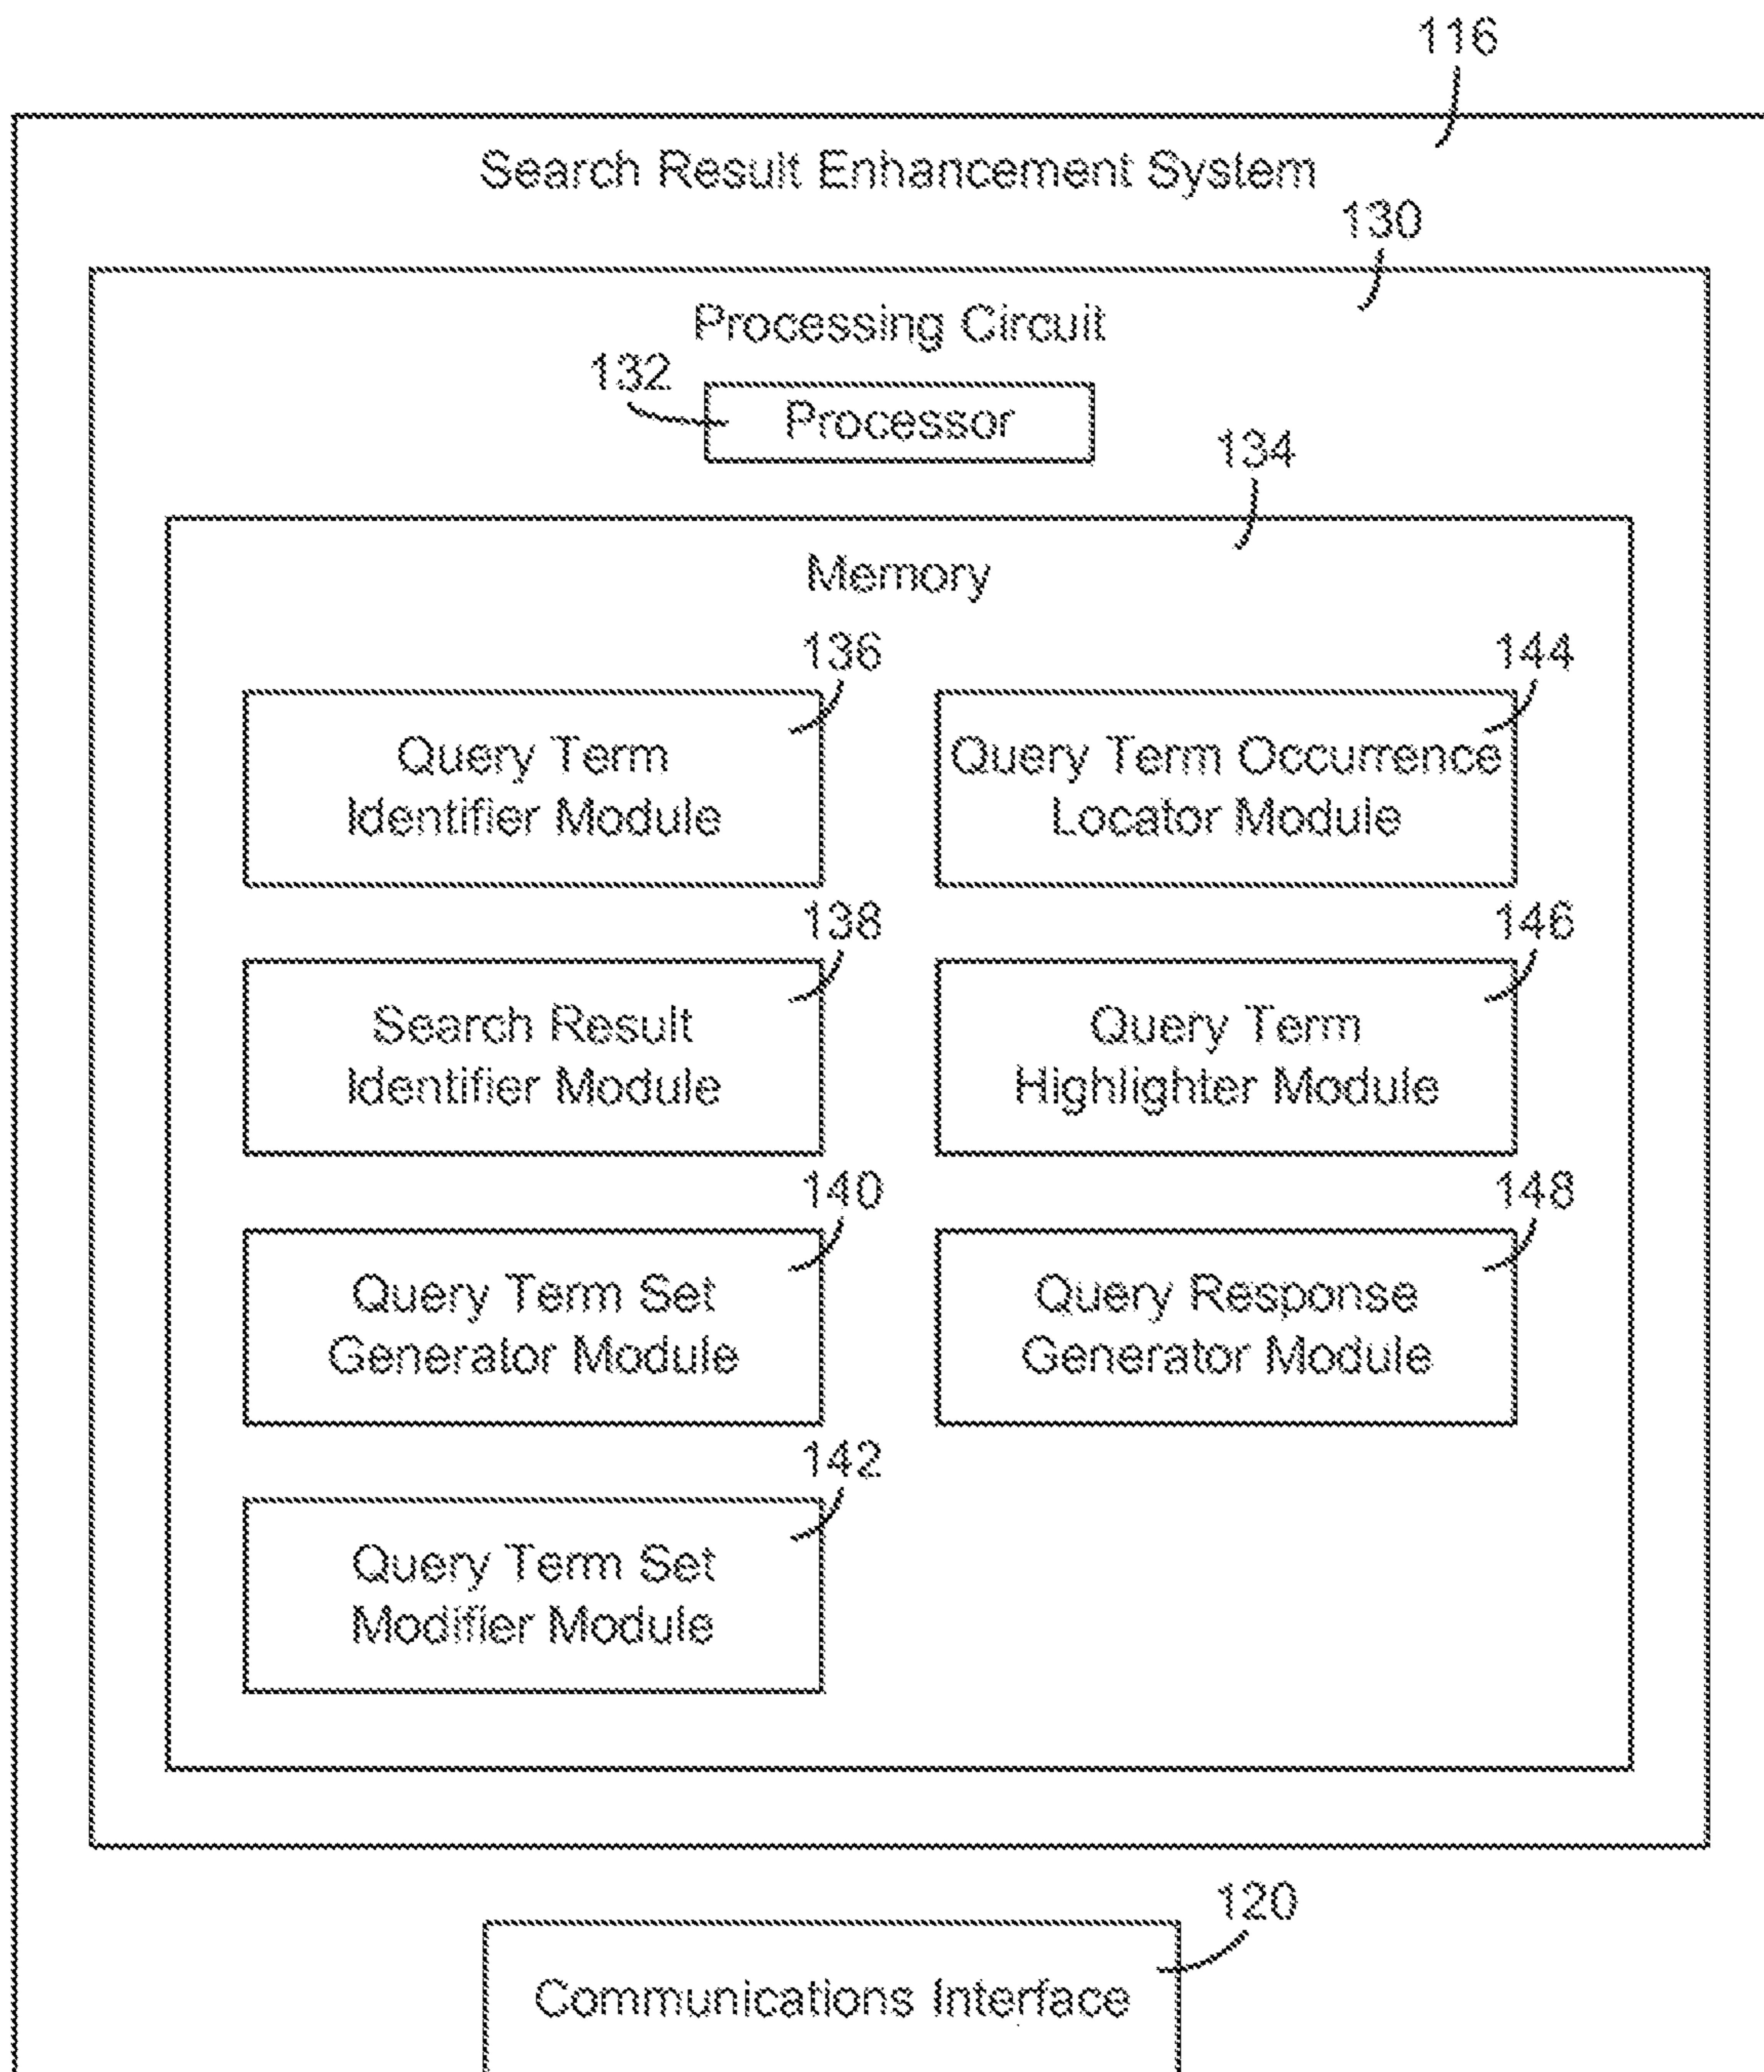 116
Search Result Enhancement System
130
Processing Circuit
132
Processor
134
Memory
136
Query Term
Identifier Module
144
Query Term Occurrence
Locator Module
138
Search Result
Identifier Module
146
Query Term
Highlighter Module
140
Query Term Set
Generator Module
148
Query Response
Generator Module
142
Query Term Set
Modifier Module
120
Communications Interface